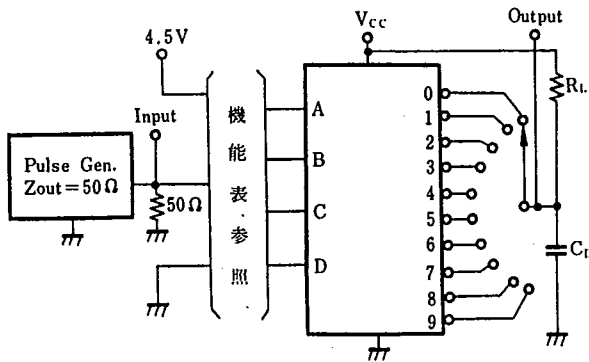 4.5V
Input
Pulse Gen.
Zout=50Ω
50Ω
機能表参照
A
B
C
D
VCC
Output
0
1
2
3
4
5
6
7
8
9
RL